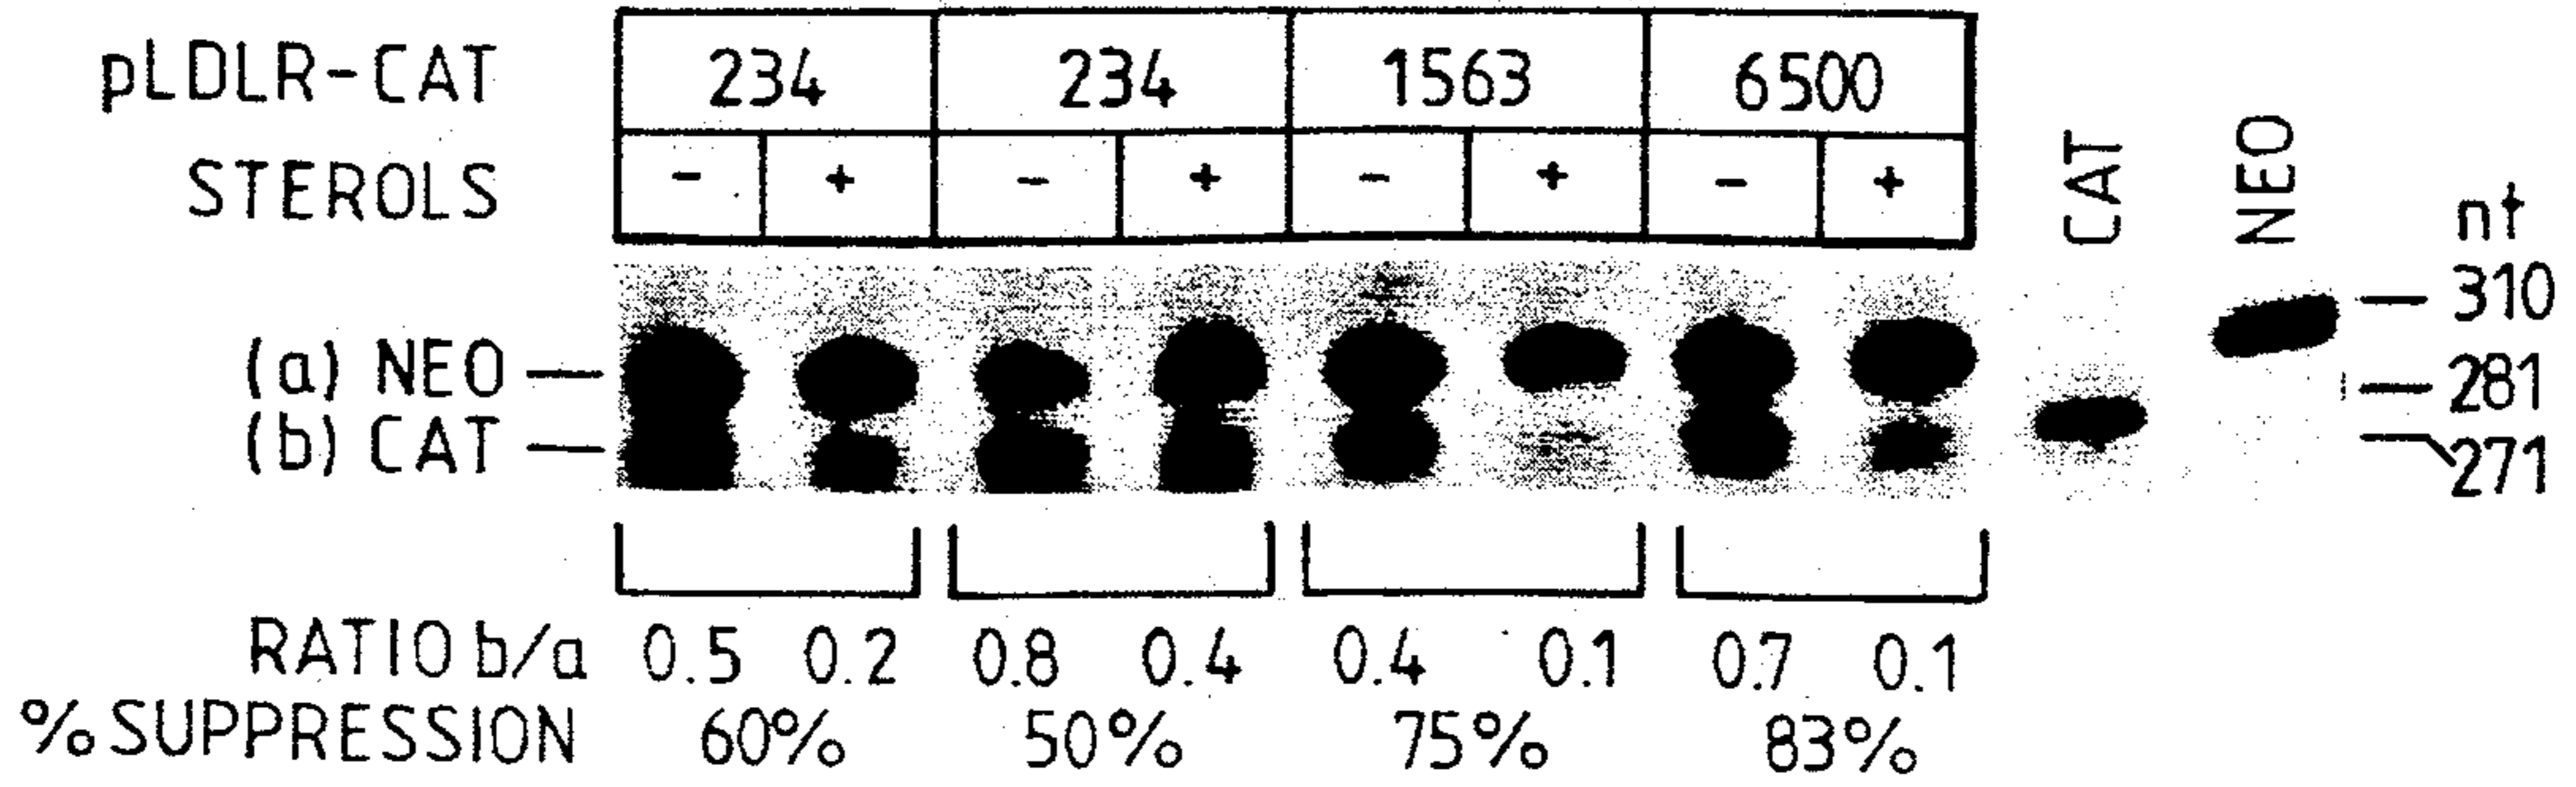 pLDLR-CAT 234 234 1563 6500
STEROLS - + - + - + - + CAT NEO nt
310
(a) NEO 281
(b) CAT 271
RATIO b/a 0.5 0.2 0.8 0.4 0.4 0.1 0.7 0.1
% SUPPRESSION 60% 50% 75% 83%